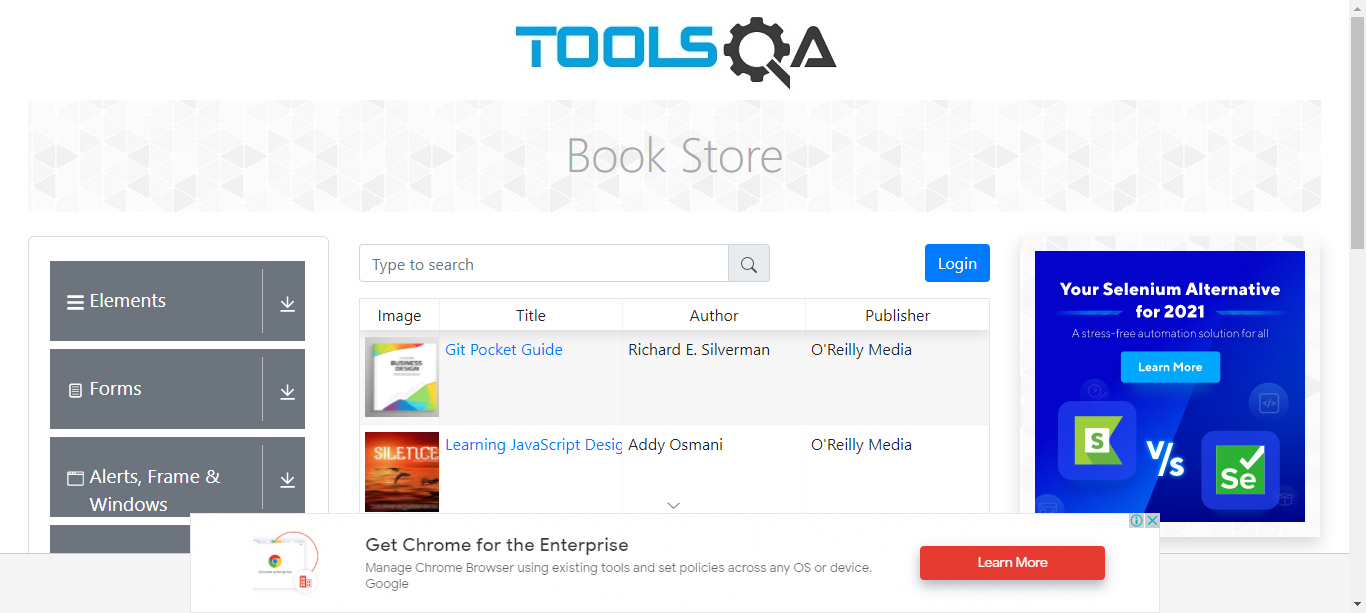 TOOLSQA
Book Store
Elements
Forms
Alerts, Frame &
Windows
Type to search
Login
Image Title Author Publisher
BUSINESS
DESIGN
Git Pocket Guide Richard E. Silverman O'Reilly Media
SILENCE
Learning JavaScript Desig Addy Osmani O'Reilly Media
Your Selenium Alternative
for 2021
A stress-free automation solution for all
Learn More
S
V/s
Se
Get Chrome for the Enterprise
Manage Chrome Browser using existing tools and set policies across any OS or device.
Google
Learn More